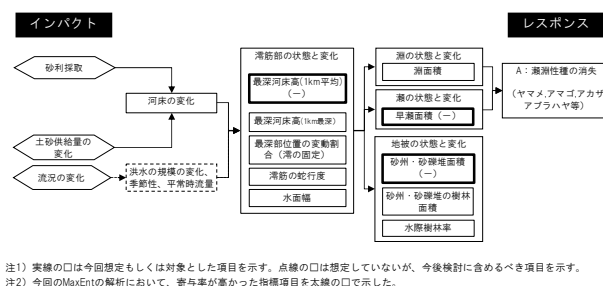 インパクト
レスポンス
砂利採取
土砂供給量の
変化
流況の変化
河床の変化
洪水の規模の変化、
季節性、平常時流量
澪筋部の状態と変化
最深河床高(1km平均)
(－)
最深河床高(1km最深)
最深部位置の変動割
合（澪の固定）
澪筋の蛇行度
水面幅
淵の状態と変化
淵面積
瀬の状態と変化
早瀬面積（－）
地被の状態と変化
砂州・砂礫堆面積
(－)
砂州・砂礫堆の樹林
面積
水際樹林率
A：瀬淵性種の消失
（ヤマメ,アマゴ,アカザ
アブラハヤ等）
注1）実線の□は今回想定もしくは対象とした項目を示す。点線の□は想定していないが、今後検討に含めるべき項目を示す。
注2）今回のMaxEntの解析において、寄与率が高かった指標項目を太線の□で示した。